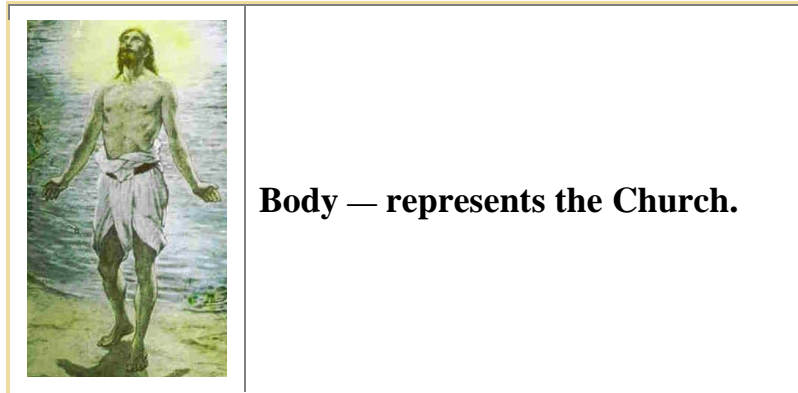 Body — represents the Church.